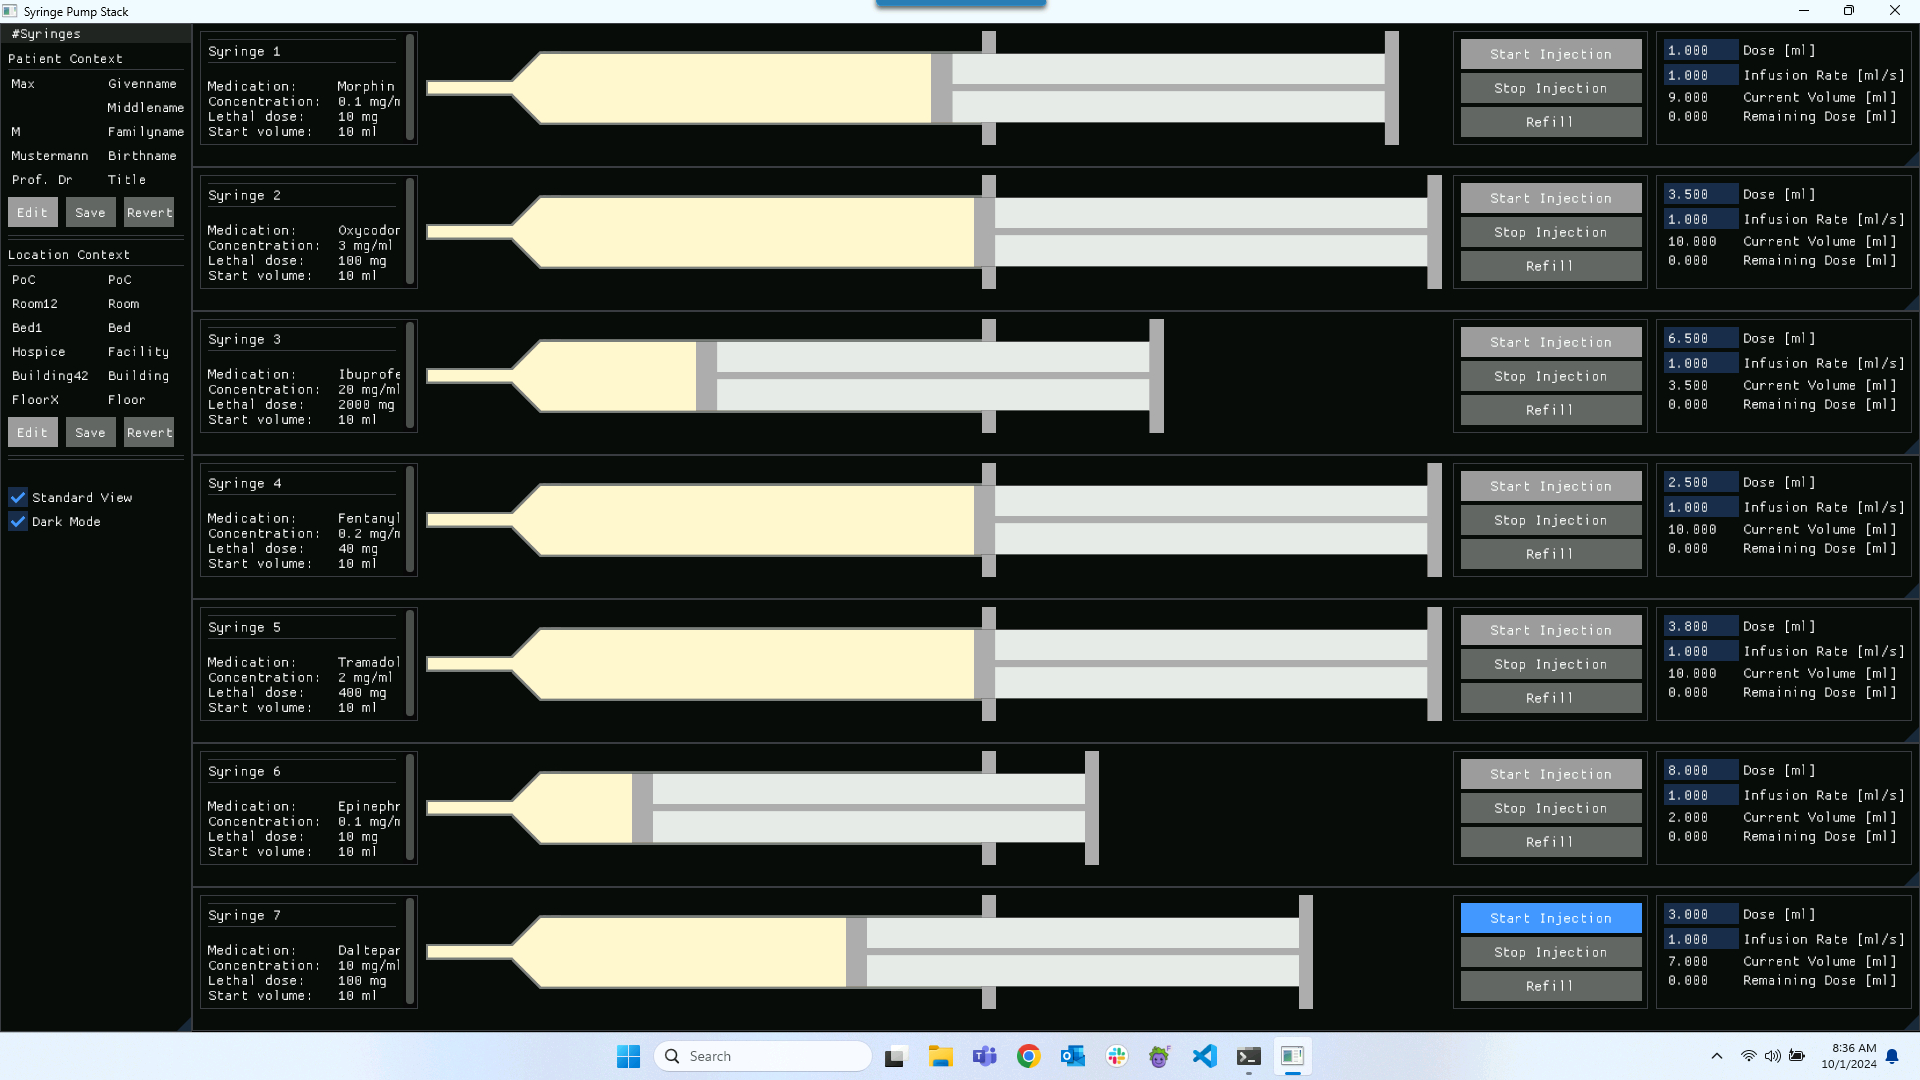 Syringe Pump Stack
#Syringes
Patient Context
Max Givenname
Middlename
M Familyname
Mustermann Birthname
Prof. Dr Title
Edit Save Revert
Location Context
PoC PoC
Room12 Room
Bed1 Bed
Hospice Facility
Building42 Building
FloorX Floor
Edit Save Revert
Standard View
Dark Mode
Syringe 1
Medication: Morphin
Concentration: 0.1 mg/m
Lethal dose: 10 mg
Start volume: 10 ml
Start Injection
Stop Injection
Refill
1.000 Dose [ml]
1.000 Infusion Rate [ml/s]
9.000 Current Volume [ml]
0.000 Remaining Dose [ml]
Syringe 2
Medication: Oxycodor
Concentration: 3 mg/ml
Lethal dose: 100 mg
Start volume: 10 ml
Start Injection
Stop Injection
Refill
3.500 Dose [ml]
1.000 Infusion Rate [ml/s]
10.000 Current Volume [ml]
0.000 Remaining Dose [ml]
Syringe 3
Medication: Ibuprofe
Concentration: 20 mg/ml
Lethal dose: 2000 mg
Start volume: 10 ml
Start Injection
Stop Injection
Refill
6.500 Dose [ml]
1.000 Infusion Rate [ml/s]
3.500 Current Volume [ml]
0.000 Remaining Dose [ml]
Syringe 4
Medication: Fentanyl
Concentration: 0.2 mg/m
Lethal dose: 40 mg
Start volume: 10 ml
Start Injection
Stop Injection
Refill
2.500 Dose [ml]
1.000 Infusion Rate [ml/s]
10.000 Current Volume [ml]
0.000 Remaining Dose [ml]
Syringe 5
Medication: Tramadol
Concentration: 2 mg/ml
Lethal dose: 400 mg
Start volume: 10 ml
Start Injection
Stop Injection
Refill
3.800 Dose [ml]
1.000 Infusion Rate [ml/s]
10.000 Current Volume [ml]
0.000 Remaining Dose [ml]
Syringe 6
Medication: Epinephr
Concentration: 0.1 mg/m
Lethal dose: 10 mg
Start volume: 10 ml
Start Injection
Stop Injection
Refill
8.000 Dose [ml]
1.000 Infusion Rate [ml/s]
2.000 Current Volume [ml]
0.000 Remaining Dose [ml]
Syringe 7
Medication: Daltepar
Concentration: 10 mg/ml
Lethal dose: 100 mg
Start volume: 10 ml
Start Injection
Stop Injection
Refill
3.000 Dose [ml]
1.000 Infusion Rate [ml/s]
7.000 Current Volume [ml]
0.000 Remaining Dose [ml]
Search
8:36 AM
10/1/2024